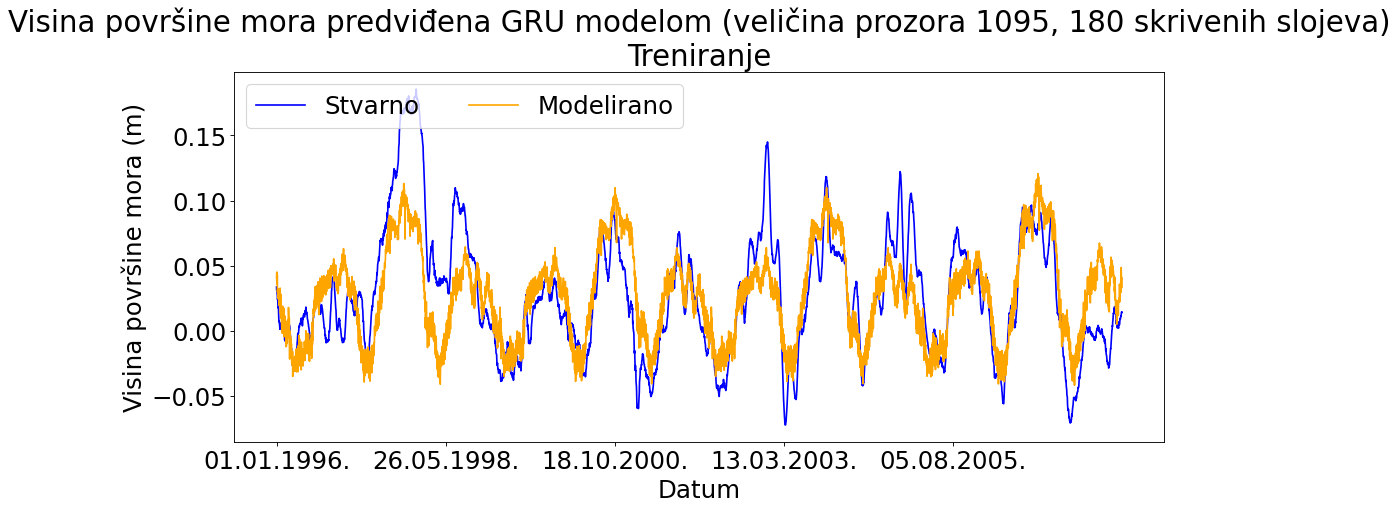 Visina površine mora predviđena GRU modelom (veličina prozora 1095, 180 skrivenih slojeva)
Treniranje
Stvarno Modelirano
Visina površine mora (m)
0.15
0.10
0.05
0.00
−0.05
01.01.1996. 26.05.1998. 18.10.2000. 13.03.2003. 05.08.2005.
Datum